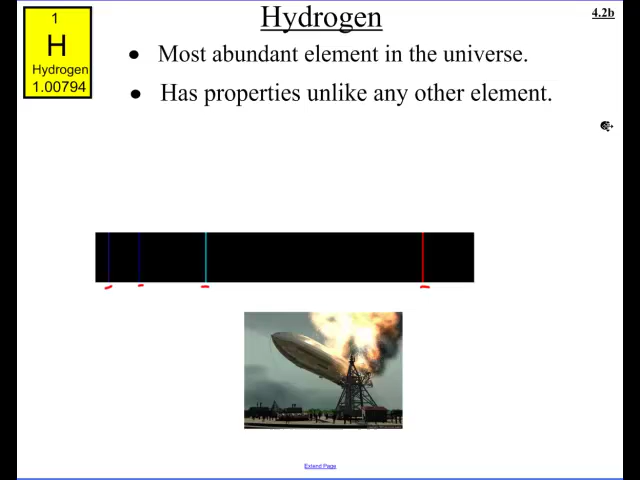 Hydrogen
4.2b
1
H
Hydrogen
1.00794
• Most abundant element in the universe.
• Has properties unlike any other element.
Extend Page